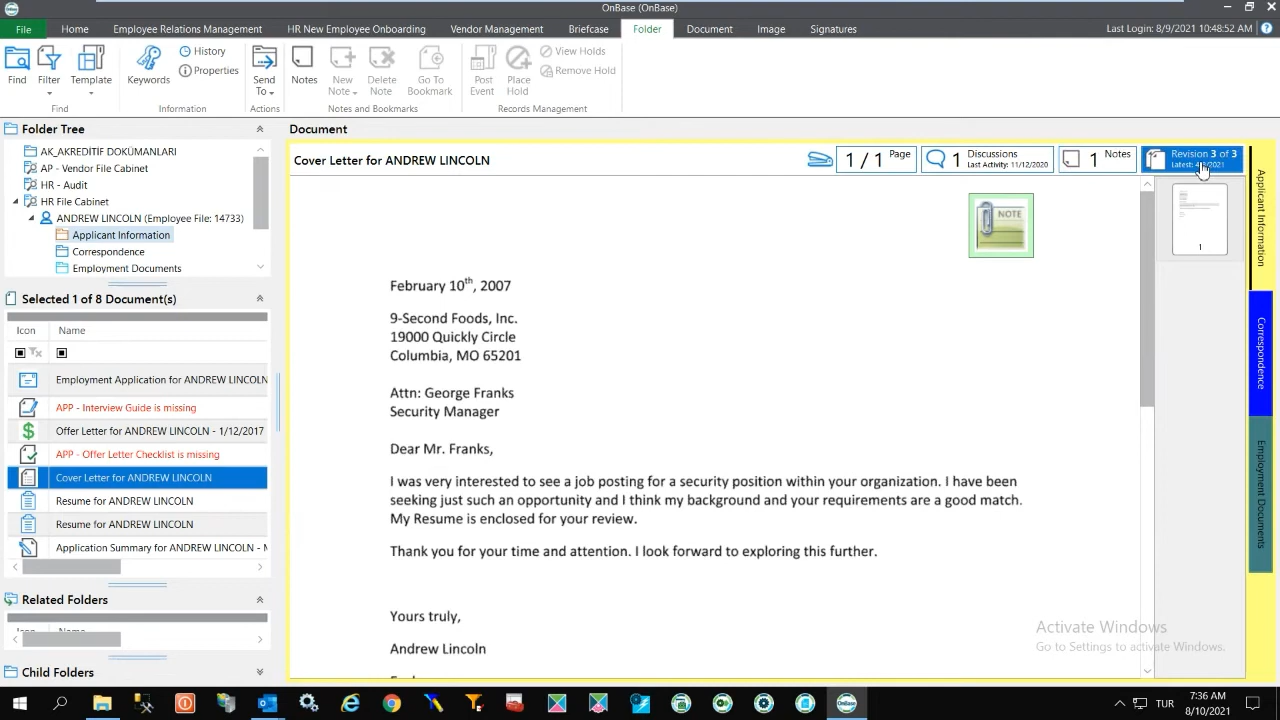 OnBase (OnBase)
File Home Employee Relations Management HR New Employee Onboarding Vendor Management Briefcase Folder Document Image Signatures Last Login: 8/9/2021 10:48:52 AM
Find
Filter
Template
Find
Keywords
History
Properties
Information
Send To
Actions
Notes
New Note
Delete Note
Go To Bookmark
Notes and Bookmarks
Post Event
Place Hold
View Holds
Remove Hold
Records Management
Folder Tree
AK_AKREDİTİF DOKÜMANLARI
AP - Vendor File Cabinet
HR - Audit
HR File Cabinet
ANDREW LINCOLN (Employee File: 14733)
Applicant Information
Correspondence
Employment Documents
Selected 1 of 8 Document(s)
Icon Name
Employment Application for ANDREW LINCOLN
APP - Interview Guide is missing
Offer Letter for ANDREW LINCOLN - 1/12/2017
APP - Offer Letter Checklist is missing
Cover Letter for ANDREW LINCOLN
Resume for ANDREW LINCOLN
Resume for ANDREW LINCOLN
Application Summary for ANDREW LINCOLN -
Related Folders
Child Folders
Document
Cover Letter for ANDREW LINCOLN
1 / 1 Page
1 Discussions
Last Activity: 11/12/2020
1 Notes
Revision 3 of 3
Latest:
NOTE
February 10th, 2007
9-Second Foods, Inc.
19000 Quickly Circle
Columbia, MO 65201
Attn: George Franks
Security Manager
Dear Mr. Franks,
I was very interested to see a job posting for a security position within your organization. I have been
seeking just such an opportunity and I think my background and your requirements are a good match.
My Resume is enclosed for your review.
Thank you for your time and attention. I look forward to exploring this further.
Yours truly,
Andrew Lincoln
1
Applicant Information
Correspondence
Employment Documents
Activate Windows
Go to Settings to activate Windows.
OnBase
TUR
7:36 AM
8/10/2021